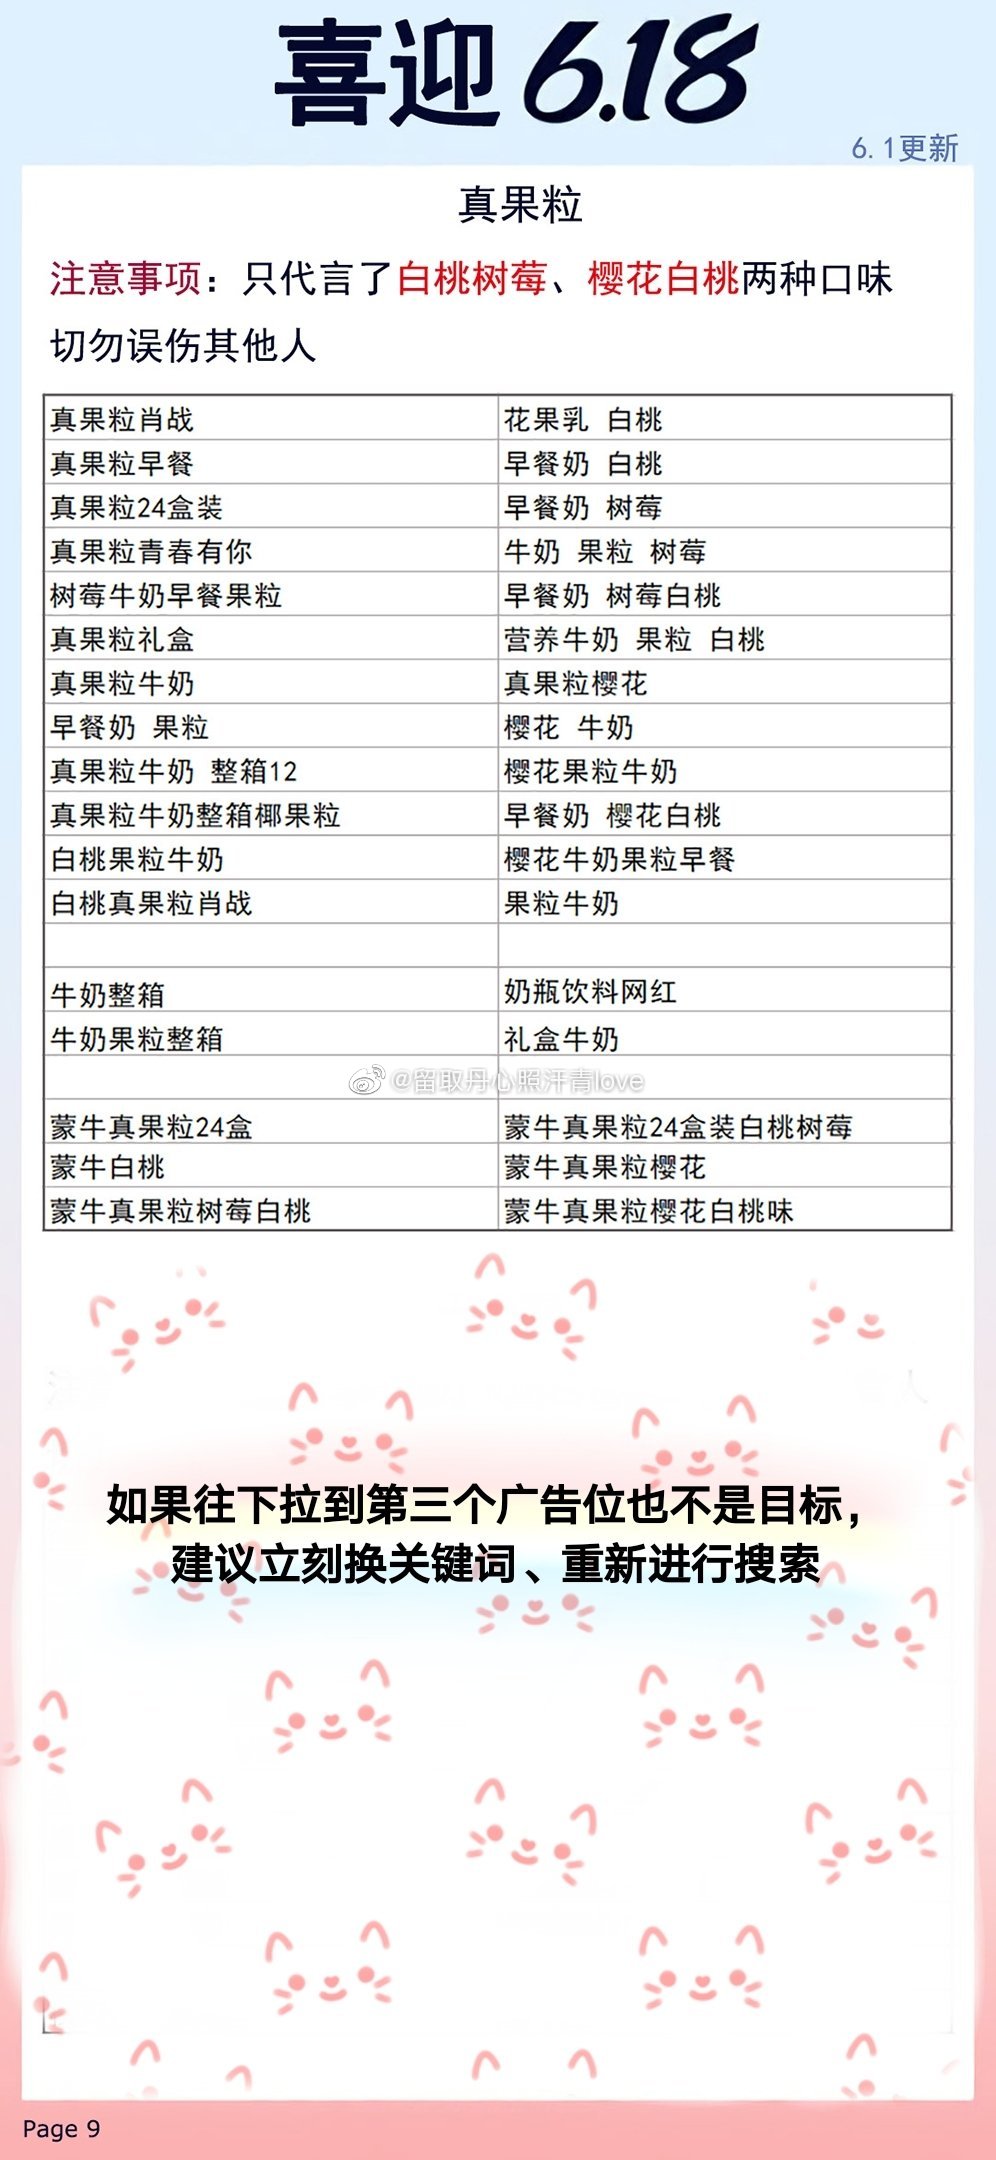 喜迎6.18
6.1更新
真果粒
注意事项：只代言了白桃树莓、樱花白桃两种口味
切勿误伤其他人
真果粒肖战 花果乳 白桃
真果粒早餐 早餐奶 白桃
真果粒24盒装 早餐奶 树莓
真果粒青春有你 牛奶 果粒 树莓
树莓牛奶早餐果粒 早餐奶 树莓白桃
真果粒礼盒 营养牛奶 果粒 白桃
真果粒牛奶 真果粒樱花
早餐奶 果粒 樱花 牛奶
真果粒牛奶 整箱12 樱花果粒牛奶
真果粒牛奶整箱椰果粒 早餐奶 樱花白桃
白桃果粒牛奶 樱花牛奶果粒早餐
白桃真果粒肖战 果粒牛奶
牛奶整箱 奶瓶饮料网红
牛奶果粒整箱 礼盒牛奶
@留取丹心照汗青love
蒙牛真果粒24盒 蒙牛真果粒24盒装白桃树莓
蒙牛白桃 蒙牛真果粒樱花
蒙牛真果粒树莓白桃 蒙牛真果粒樱花白桃味
如果往下拉到第三个广告位也不是目标，
建议立刻换关键词、重新进行搜索
Page 9